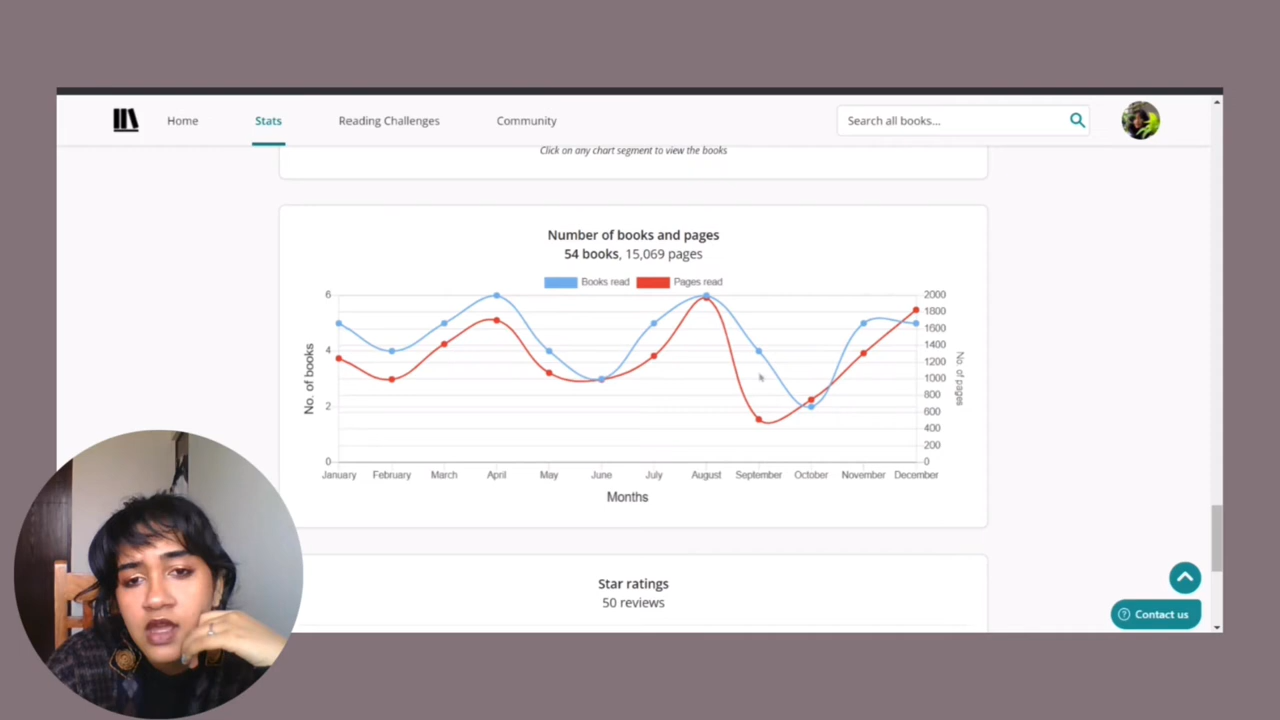 Home Stats Reading Challenges Community Search all books...
Click on any chart segment to view the books
Number of books and pages
54 books, 15,069 pages
Books read Pages read
6 2000
1800
1600
4 1400
1200
1000
800
2 600
400
200
0 0
No. of books
No. of pages
January February March April May June July August September October November December
Months
Star ratings
50 reviews
Contact us